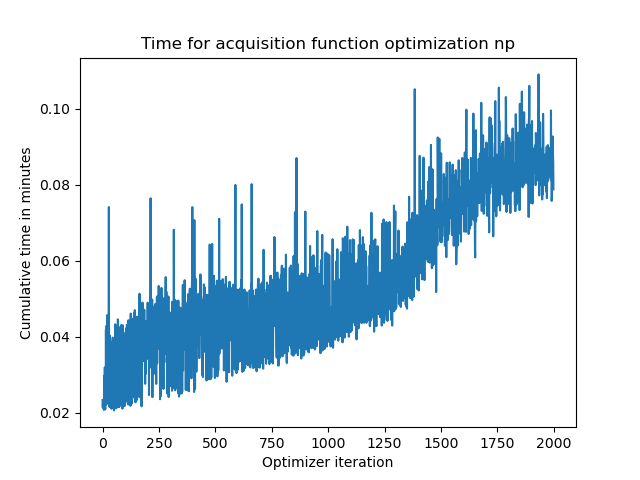 Time for acquisition function optimization np
Cumulative time in minutes
0.10
0.08
0.06
0.04
0.02
0 250 500 750 1000 1250 1500 1750 2000
Optimizer iteration